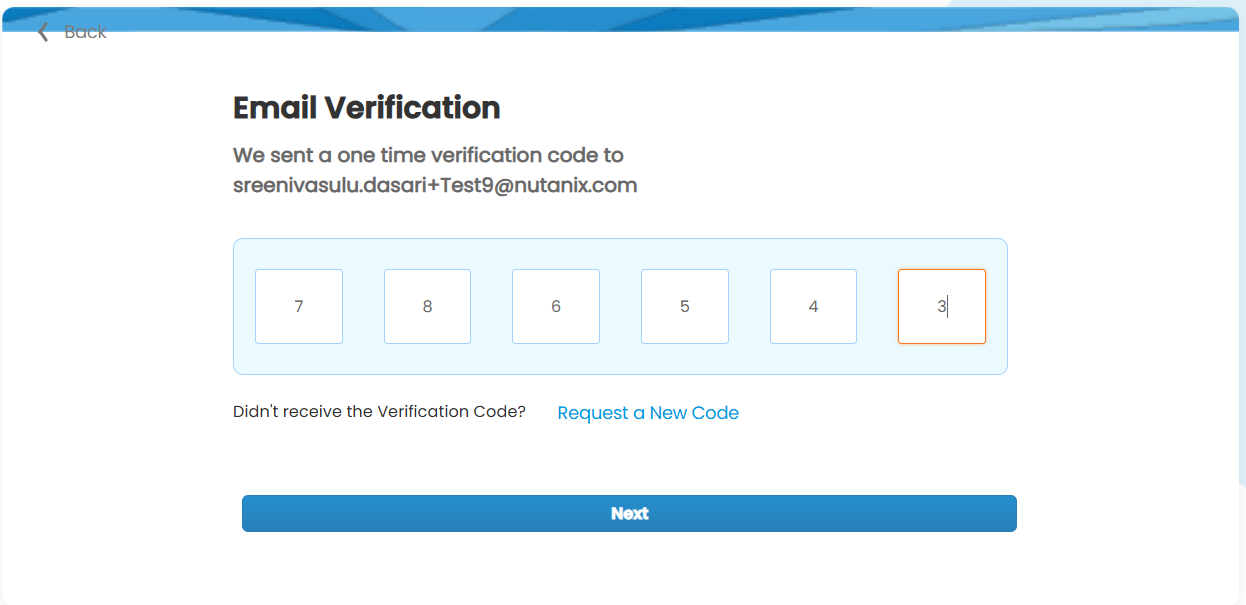 Back
Email Verification
We sent a one time verification code to
sreenivasulu.dasari+Test9@nutanix.com
7 8 6 5 4 3
Didn't receive the Verification Code? Request a New Code
Next